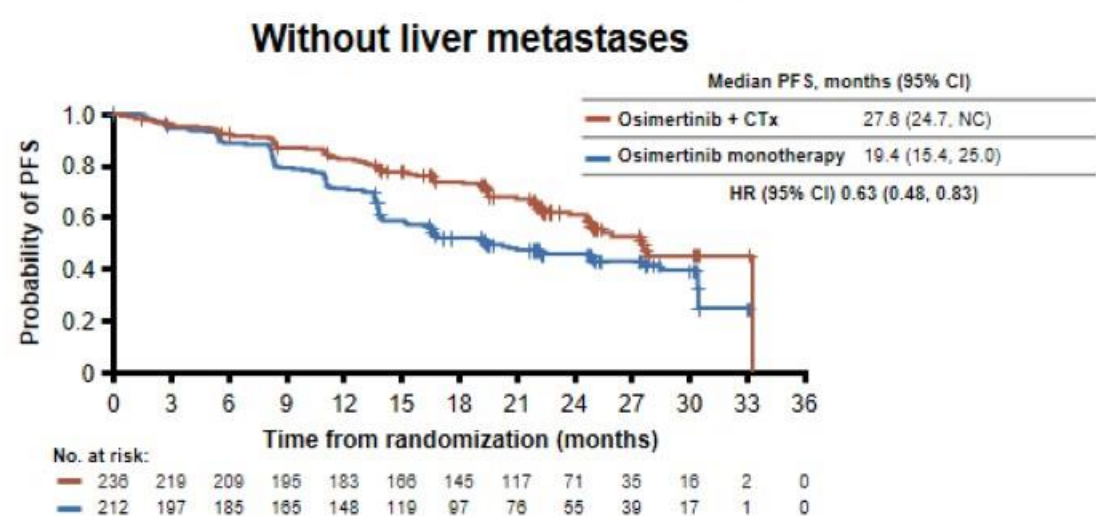 Without liver metastases
Median PFS, months (95% CI)
Osimertinib + CTx 27.6 (24.7, NC)
Osimertinib monotherapy 19.4 (15.4, 25.0)
HR (95% CI) 0.63 (0.48, 0.83)
Probability of PFS
1.0
0.8
0.6
0.4
0.2
0
0 3 6 9 12 15 18 21 24 27 30 33 36
Time from randomization (months)
No. at risk:
236 219 209 195 183 166 145 117 71 35 16 2 0
212 197 185 165 148 119 97 76 55 39 17 1 0